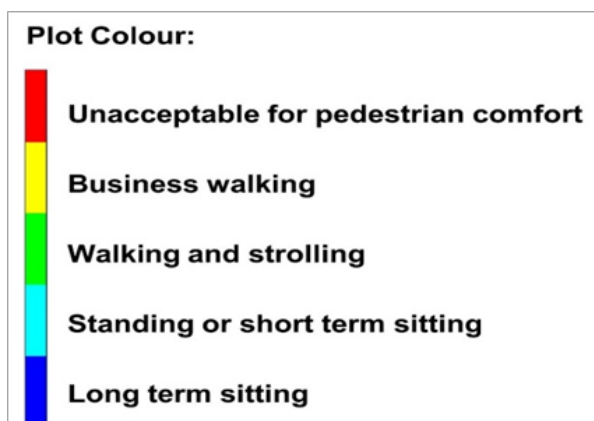 Plot Colour:
Unacceptable for pedestrian comfort
Business walking
Walking and strolling
Standing or short term sitting
Long term sitting